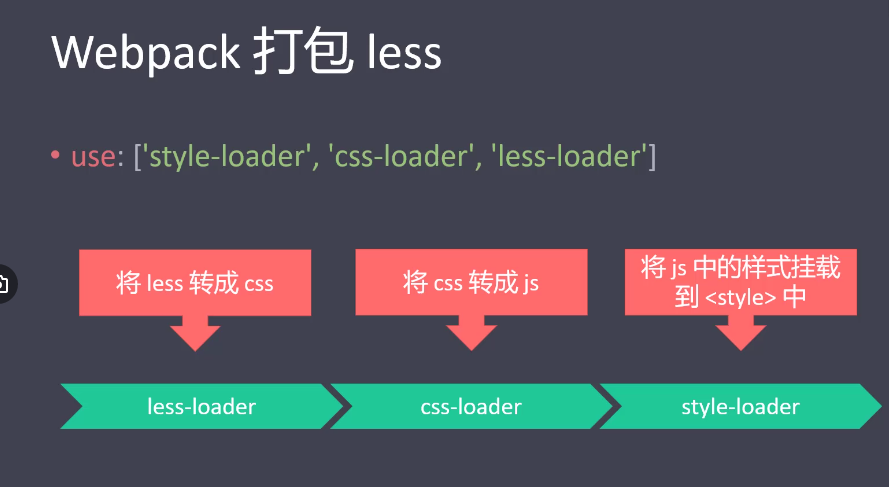 Webpack 打包 less
• use: ['style-loader', 'css-loader', 'less-loader']
将 less 转成 css
将 css 转成 js
将 js 中的样式挂载
到 <style> 中
less-loader
css-loader
style-loader